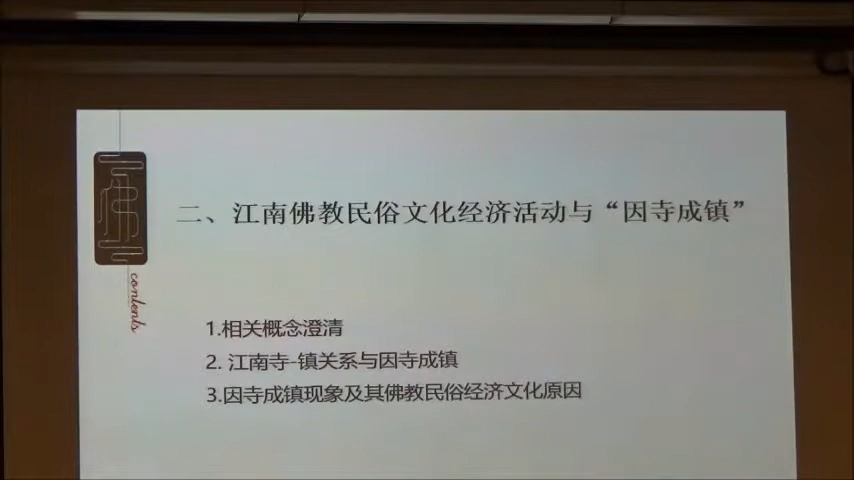 佛
contents
二、江南佛教民俗文化经济活动与“因寺成镇”
1.相关概念澄清
2. 江南寺-镇关系与因寺成镇
3.因寺成镇现象及其佛教民俗经济文化原因